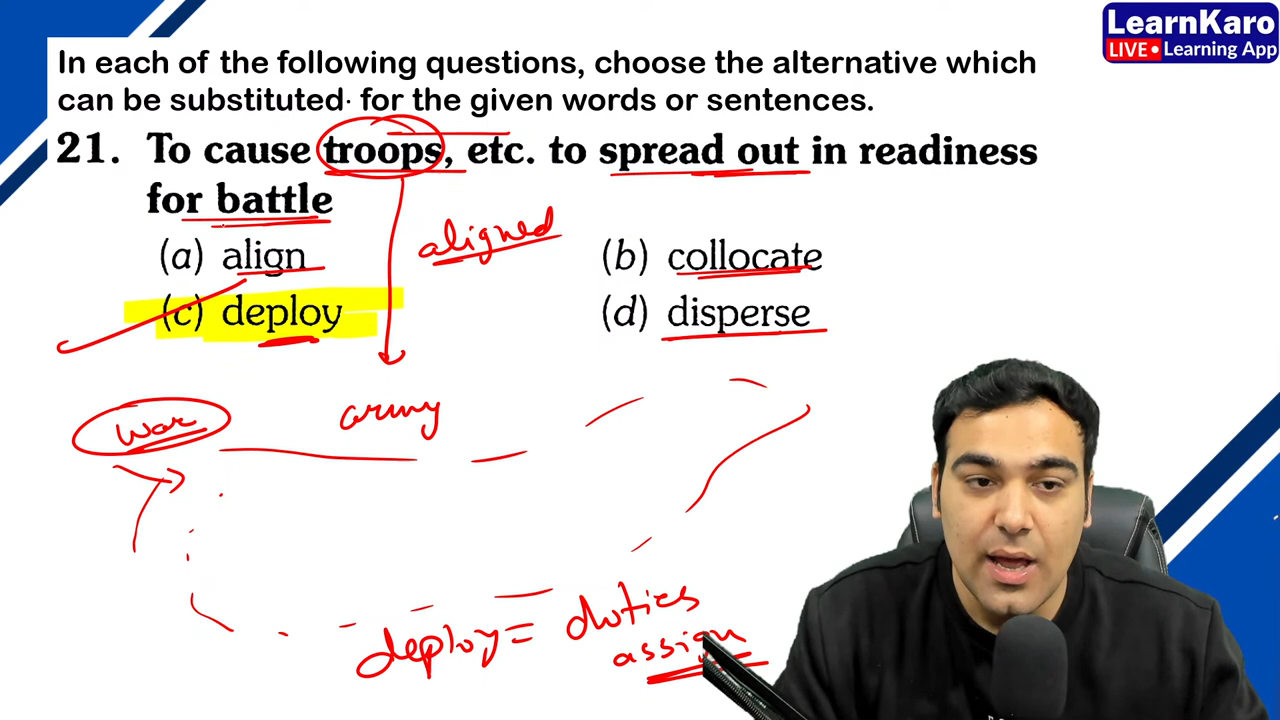 LearnKaro
LIVE • Learning App
In each of the following questions, choose the alternative which
can be substituted for the given words or sentences.
21. To cause troops, etc. to spread out in readiness
for battle
aligned
(a) align (b) collocate
(c) deploy (d) disperse
war army
deploy = duties
assign